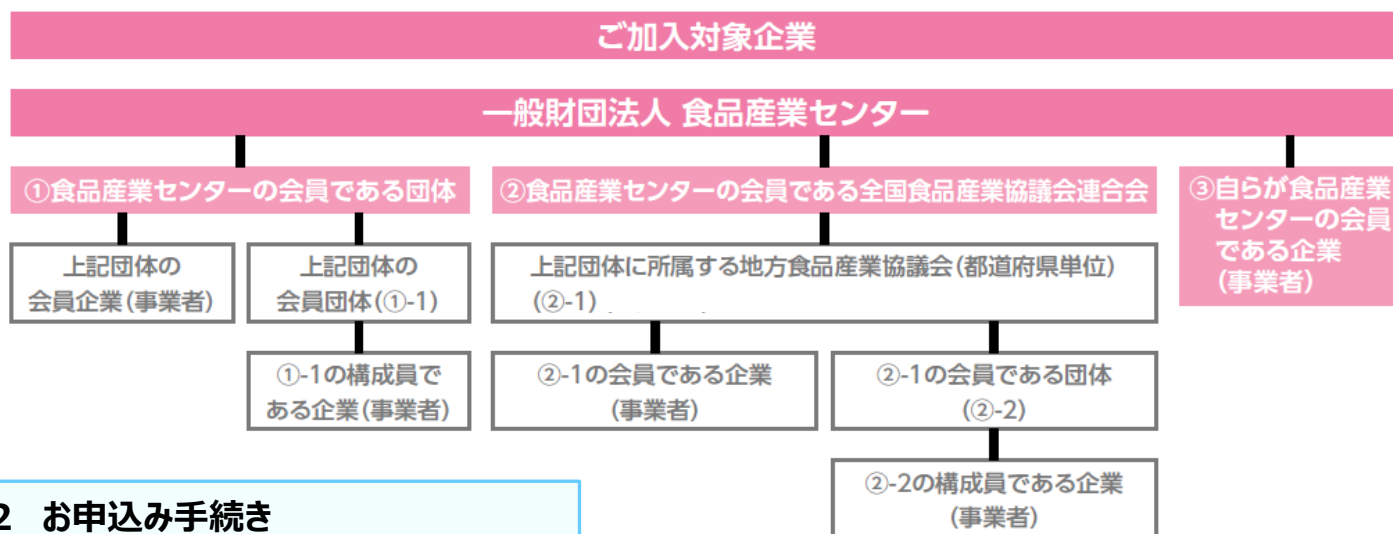 ご加入対象企業
一般財団法人 食品産業センター
①食品産業センターの会員である団体
②食品産業センターの会員である全国食品産業協議会連合会
③自らが食品産業
センターの会員
である企業
(事業者)
上記団体の
会員企業(事業者)
上記団体の
会員団体(①-1)
上記団体に所属する地方食品産業協議会(都道府県単位)
(②-1)
①-1の構成員で
ある企業(事業者)
②-1の会員である企業
(事業者)
②-1の会員である団体
(②-2)
②-2の構成員である企業
(事業者)
2 お申込み手続き